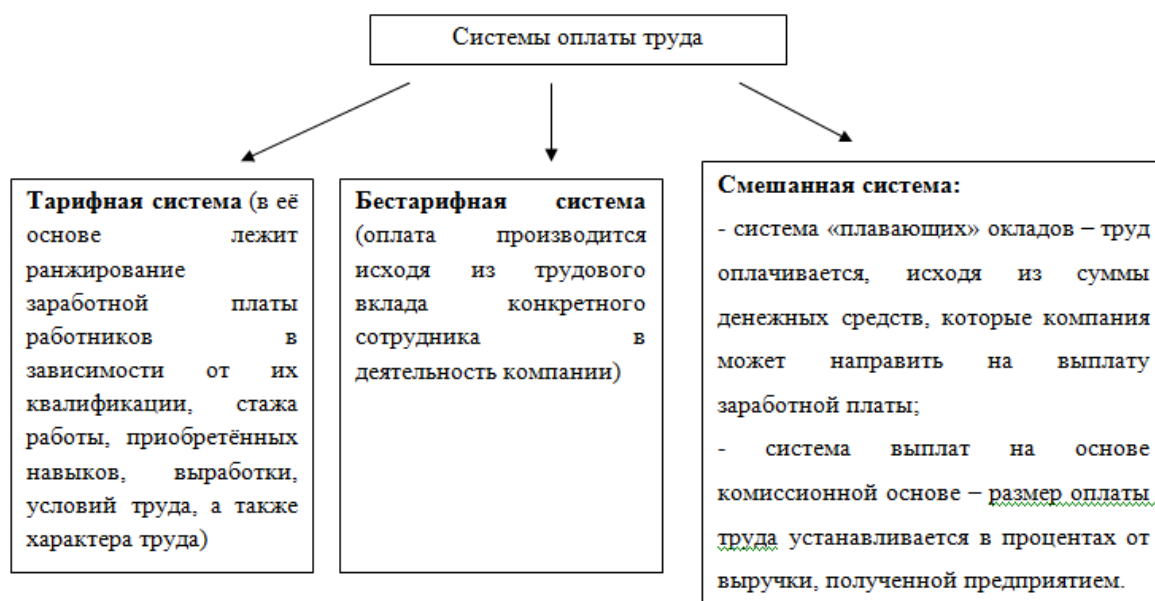 Системы оплаты труда
Тарифная система (в её
основе лежит
ранжирование
заработной платы
работников в
зависимости от их
квалификации, стажа
работы, приобретённых
навыков, выработки,
условий труда, а также
характера труда)
Бестарифная система
(оплата производится
исходя из трудового
вклада конкретного
сотрудника в
деятельность компании)
Смешанная система:
- система «плавающих» окладов – труд
оплачивается, исходя из суммы
денежных средств, которые компания
может направить на выплату
заработной платы;
- система выплат на основе
комиссионной основе – размер оплаты
труда устанавливается в процентах от
выручки, полученной предприятием.